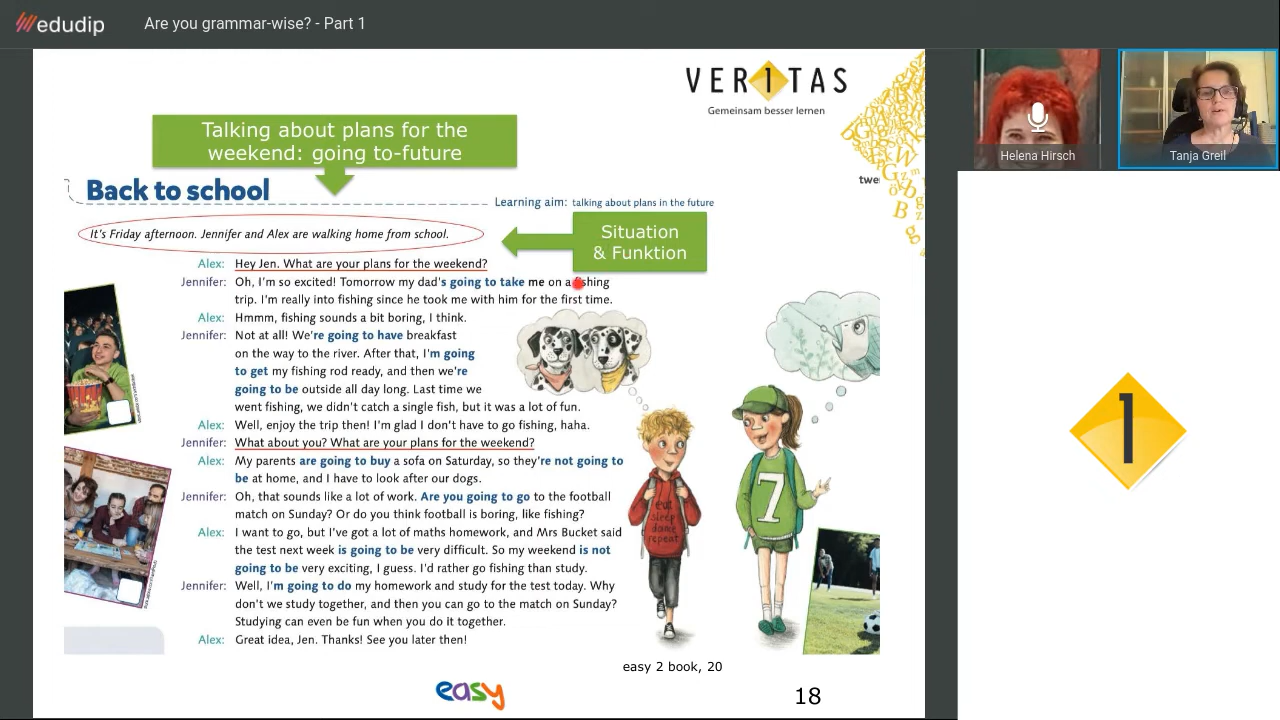 edudip
Are you grammar-wise? - Part 1
VERITAS
Gemeinsam besser lernen
Helena Hirsch
Tanja Greil
Talking about plans for the
weekend: going to-future
Back to school
Learning aim: talking about plans in the future
It's Friday afternoon. Jennifer and Alex are walking home from school.
Situation
& Funktion
Alex: Hey Jen. What are your plans for the weekend?
Jennifer: Oh, I'm so excited! Tomorrow my dad's going to take me on a fishing
trip. I'm really into fishing since he took me with him for the first time.
Alex: Hmmm, fishing sounds a bit boring, I think.
Jennifer: Not at all! We're going to have breakfast
on the way to the river. After that, I'm going
to get my fishing rod ready, and then we're
going to be outside all day long. Last time we
went fishing, we didn't catch a single fish, but it was a lot of fun.
Alex: Well, enjoy the trip then! I'm glad I don't have to go fishing, haha.
Jennifer: What about you? What are your plans for the weekend?
Alex: My parents are going to buy a sofa on Saturday, so they're not going to
be at home, and I have to look after our dogs.
Jennifer: Oh, that sounds like a lot of work. Are you going to go to the football
match on Sunday? Or do you think football is boring, like fishing?
Alex: I want to go, but I've got a lot of maths homework, and Mrs Bucket said
the test next week is going to be very difficult. So my weekend is not
going to be very exciting, I guess. I'd rather go fishing than study.
Jennifer: Well, I'm going to do my homework and study for the test today. Why
don't we study together, and then you can go to the match on Sunday?
Studying can even be fun when you do it together.
Alex: Great idea, Jen. Thanks! See you later then!
eat
sleep
dance
repeat
7
1
easy 2 book, 20
easy
18